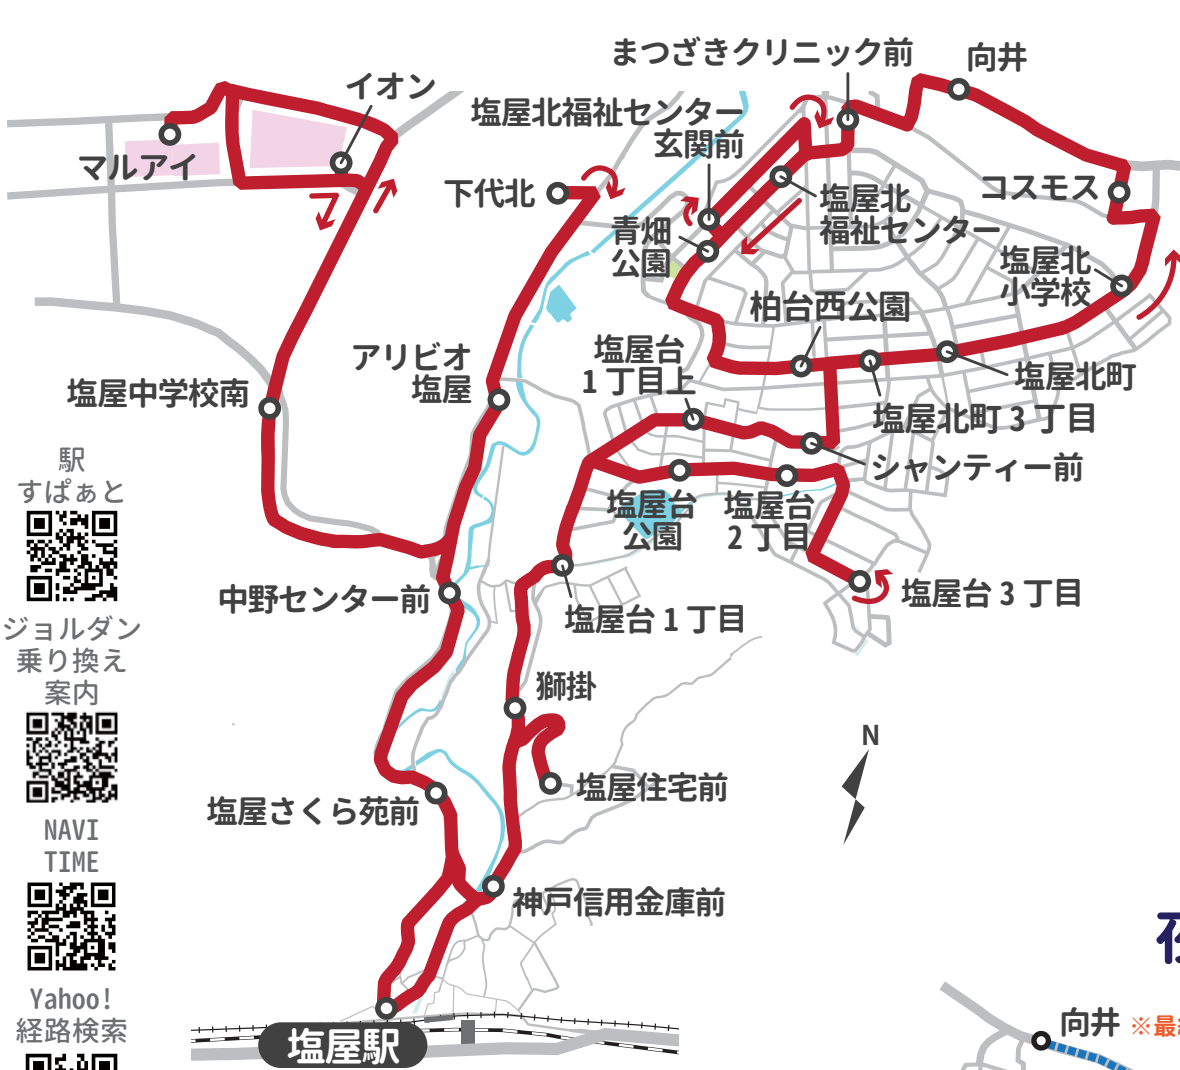 まつざきクリニック前
向井
イオン
塩屋北福祉センター
玄関前
マルアイ
下代北
コスモス
塩屋北
福祉センター
青畑
公園
塩屋北
小学校
柏台西公園
アリビオ
塩屋
塩屋台
1 丁目上
塩屋北町
塩屋中学校南
塩屋北町 3 丁目
シャンティー前
駅
すぱぁと
塩屋台
公園
塩屋台
2 丁目
中野センター前
塩屋台 3 丁目
塩屋台 1 丁目
ジョルダン
乗り換え
案内
獅掛
N
塩屋住宅前
塩屋さくら苑前
NAVI
TIME
神戸信用金庫前
Yahoo!
経路検索
塩屋駅
向井
※最